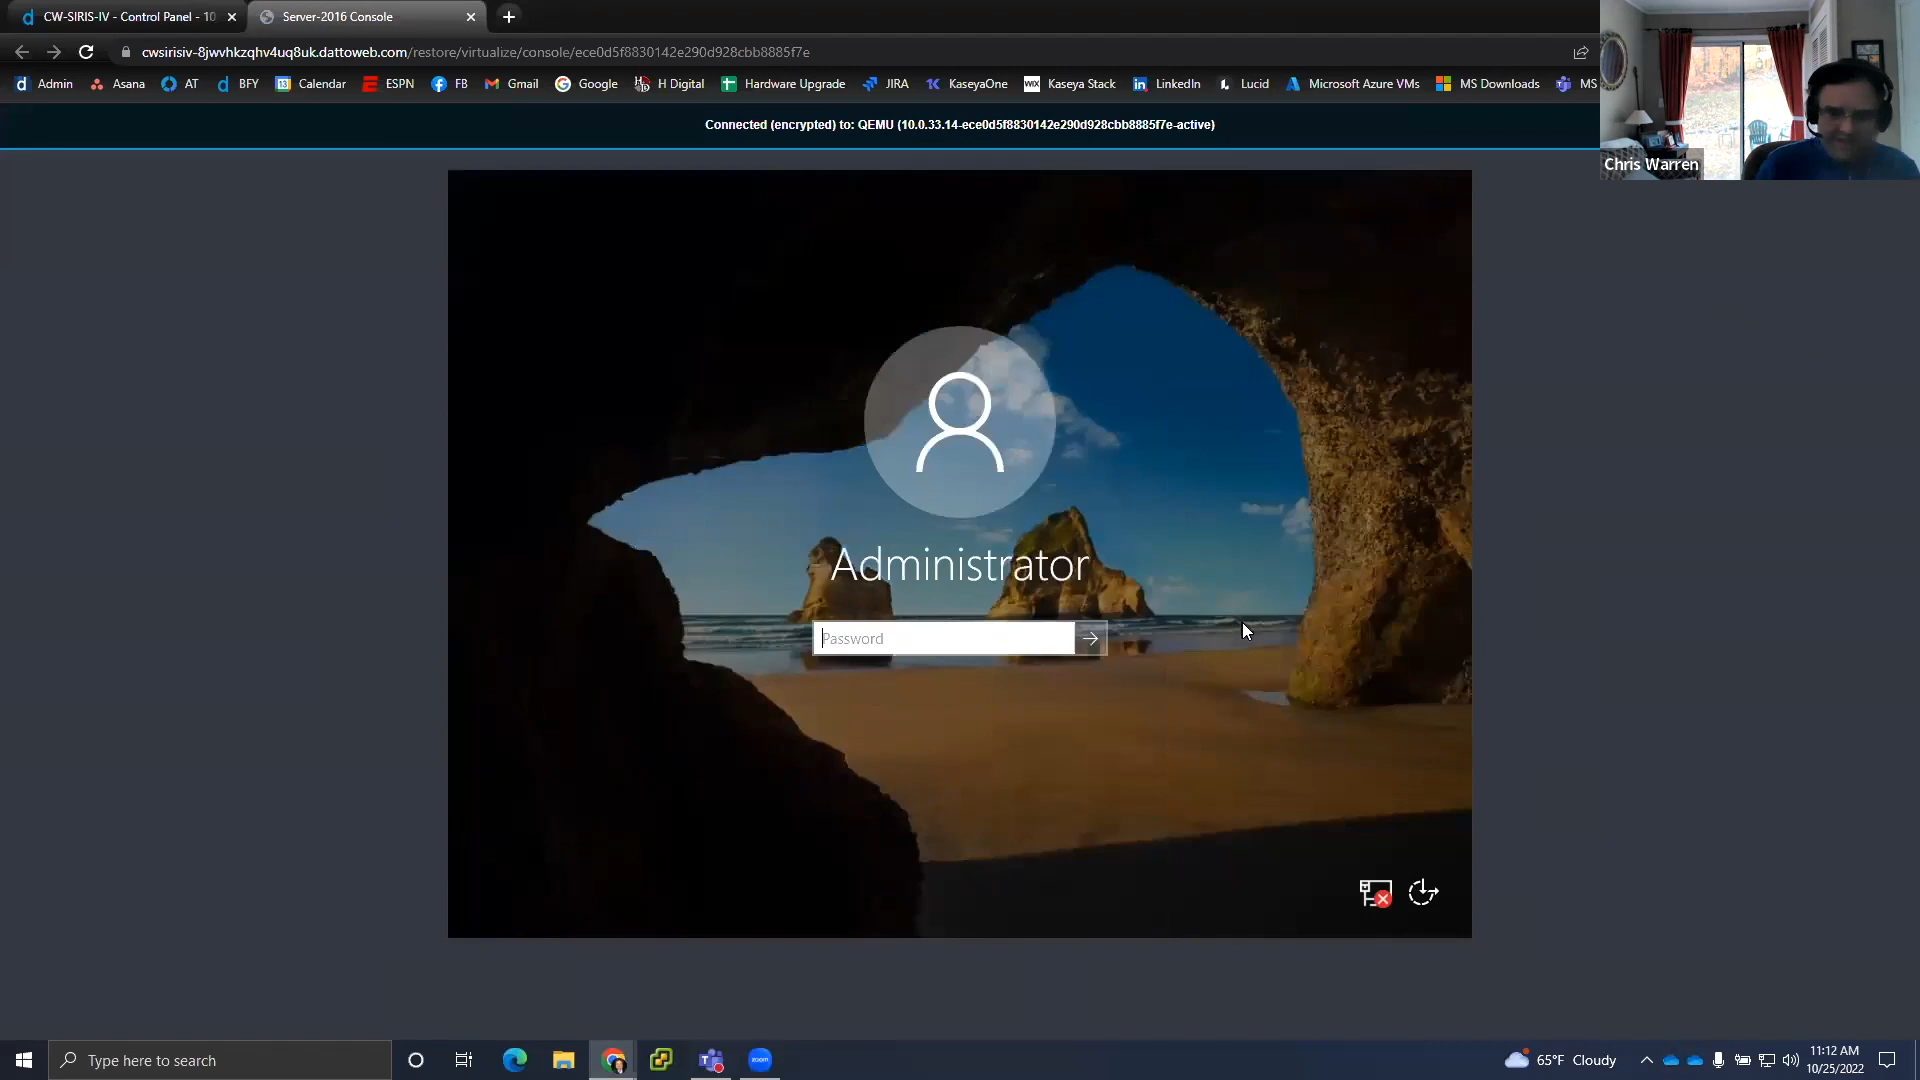 CW-SIRIS-IV - Control Panel - 10
Server-2016 Console
cwsirisiv-8jwvhkzqhv4uq8uk.dattoweb.com/restore/virtualize/console/ece0d5f8830142e290d928cbb8885f7e
Admin Asana AT BFY Calendar ESPN FB Gmail Google H Digital Hardware Upgrade JIRA KaseyaOne Kaseya Stack LinkedIn Lucid Microsoft Azure VMs MS Downloads MS
Connected (encrypted) to: QEMU (10.0.33.14-ece0d5f8830142e290d928cbb8885f7e-active)
Chris Warren
Administrator
Password
Type here to search
zoom
65°F Cloudy
11:12 AM
10/25/2022